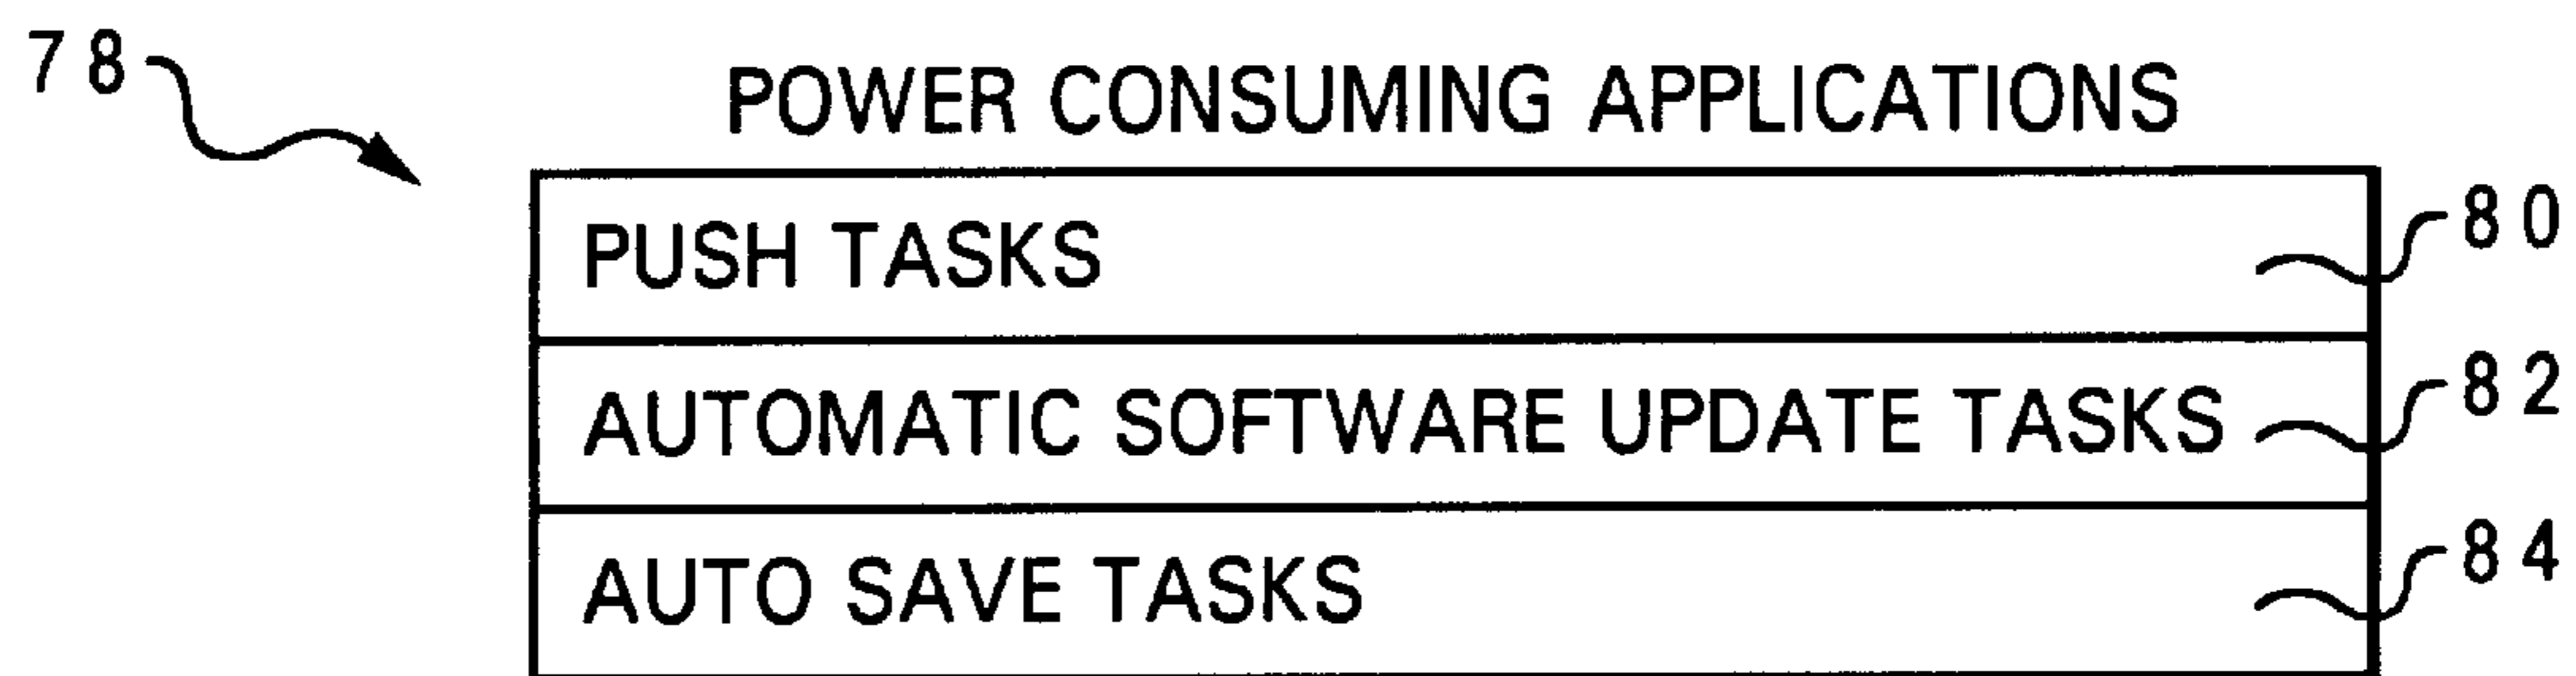 78
POWER CONSUMING APPLICATIONS
PUSH TASKS 80
AUTOMATIC SOFTWARE UPDATE TASKS 82
AUTO SAVE TASKS 84